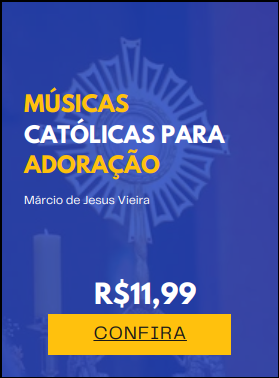 MÚSICAS
CATÓLICAS PARA
ADORAÇÃO
Márcio de Jesus Vieira
R$11,99
CONFIRA